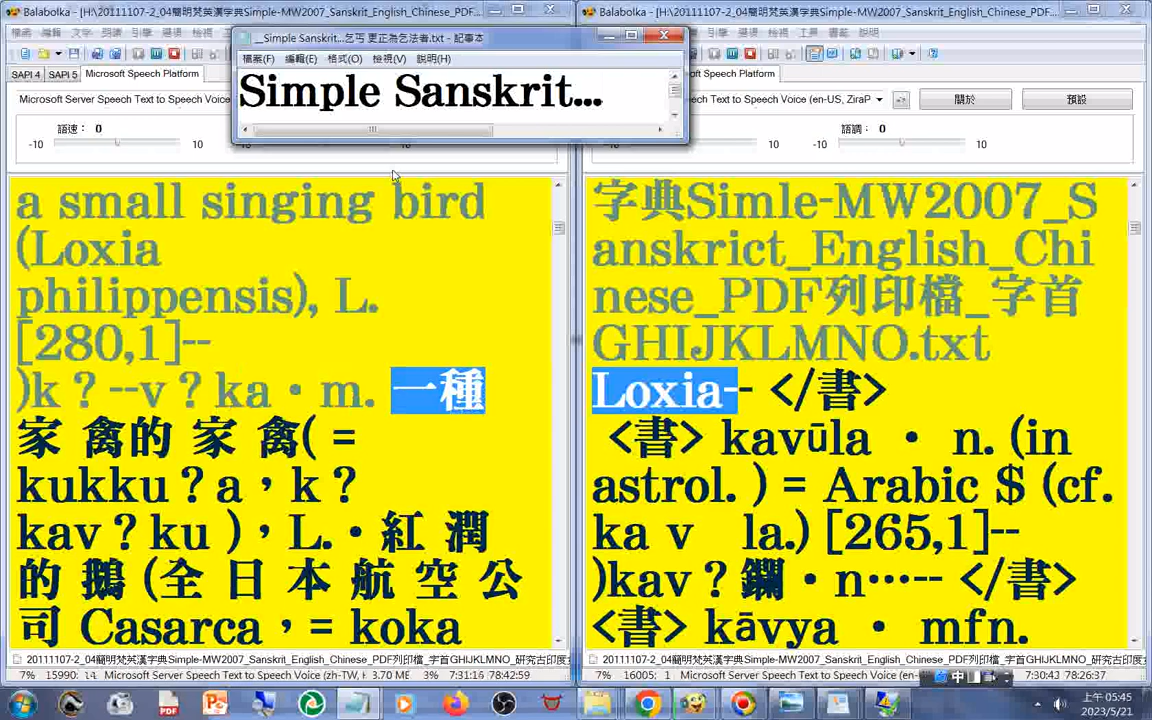 Balabolka - [H:\20111107-2_04簡明梵英漢字典Simple-MW2007_Sanskrit_English_Chinese_PDF...
Balabolka - [H:\20111107-2_04簡明梵英漢字典Simple-MW2007_Sanskrit_English_Chinese_PDF...
__Simple Sanskrit...乞丐 更正為乞法者.txt - 記事本
檔案(F) 編輯(E) 格式(O) 檢視(V) 說明(H)
Simple Sanskrit...
SAPI 4 SAPI 5 Microsoft Speech Platform
Microsoft Server Speech Text to Speech Voice
語速: 0
-10 10 -10 10
ch Text to Speech Voice (en-US, ZiraP
關於 預設
語調: 0
-10 10
a small singing bird
(Loxia
philippensis), L.
[280,1]--
)k？--v？ka・m. 一種
家 禽的 家 禽( =
kukku？a，k？
kav？ku )，L.・紅 潤
的 鵝 (全 日 本 航 空 公
司 Casarca，= koka
字典Simle-MW2007_S
anskrict_English_Chi
nese_PDF列印檔_字首
GHIJKLMNO.txt
Loxia-- </書>
<書> kavūla • n. (in
astrol. ) = Arabic $ (cf.
ka v la.) [265,1]--
)kav？鑭・n…-- </書>
<書> kāvya • mfn.
20111107-2_04簡明梵英漢字典Simple-MW2007_Sanskrit_English_Chinese_PDF列印檔_字首GHIJKLMNO_研究古印度
7% 15990: 14 Microsoft Server Speech Text to Speech Voice (zh-TW, H 3.70 ME 3% 7:31:16 78:42:59
20111107-2_04簡明梵英漢字典Simple-MW2007_Sanskrit_English_Chinese_PDF列印檔_字首GHIJKLMNO_研究古印度
7% 16005: 1 Microsoft Server Speech Text to Speech Voice 7:30:43 78:26:37
中
上午 05:45
2023/5/21